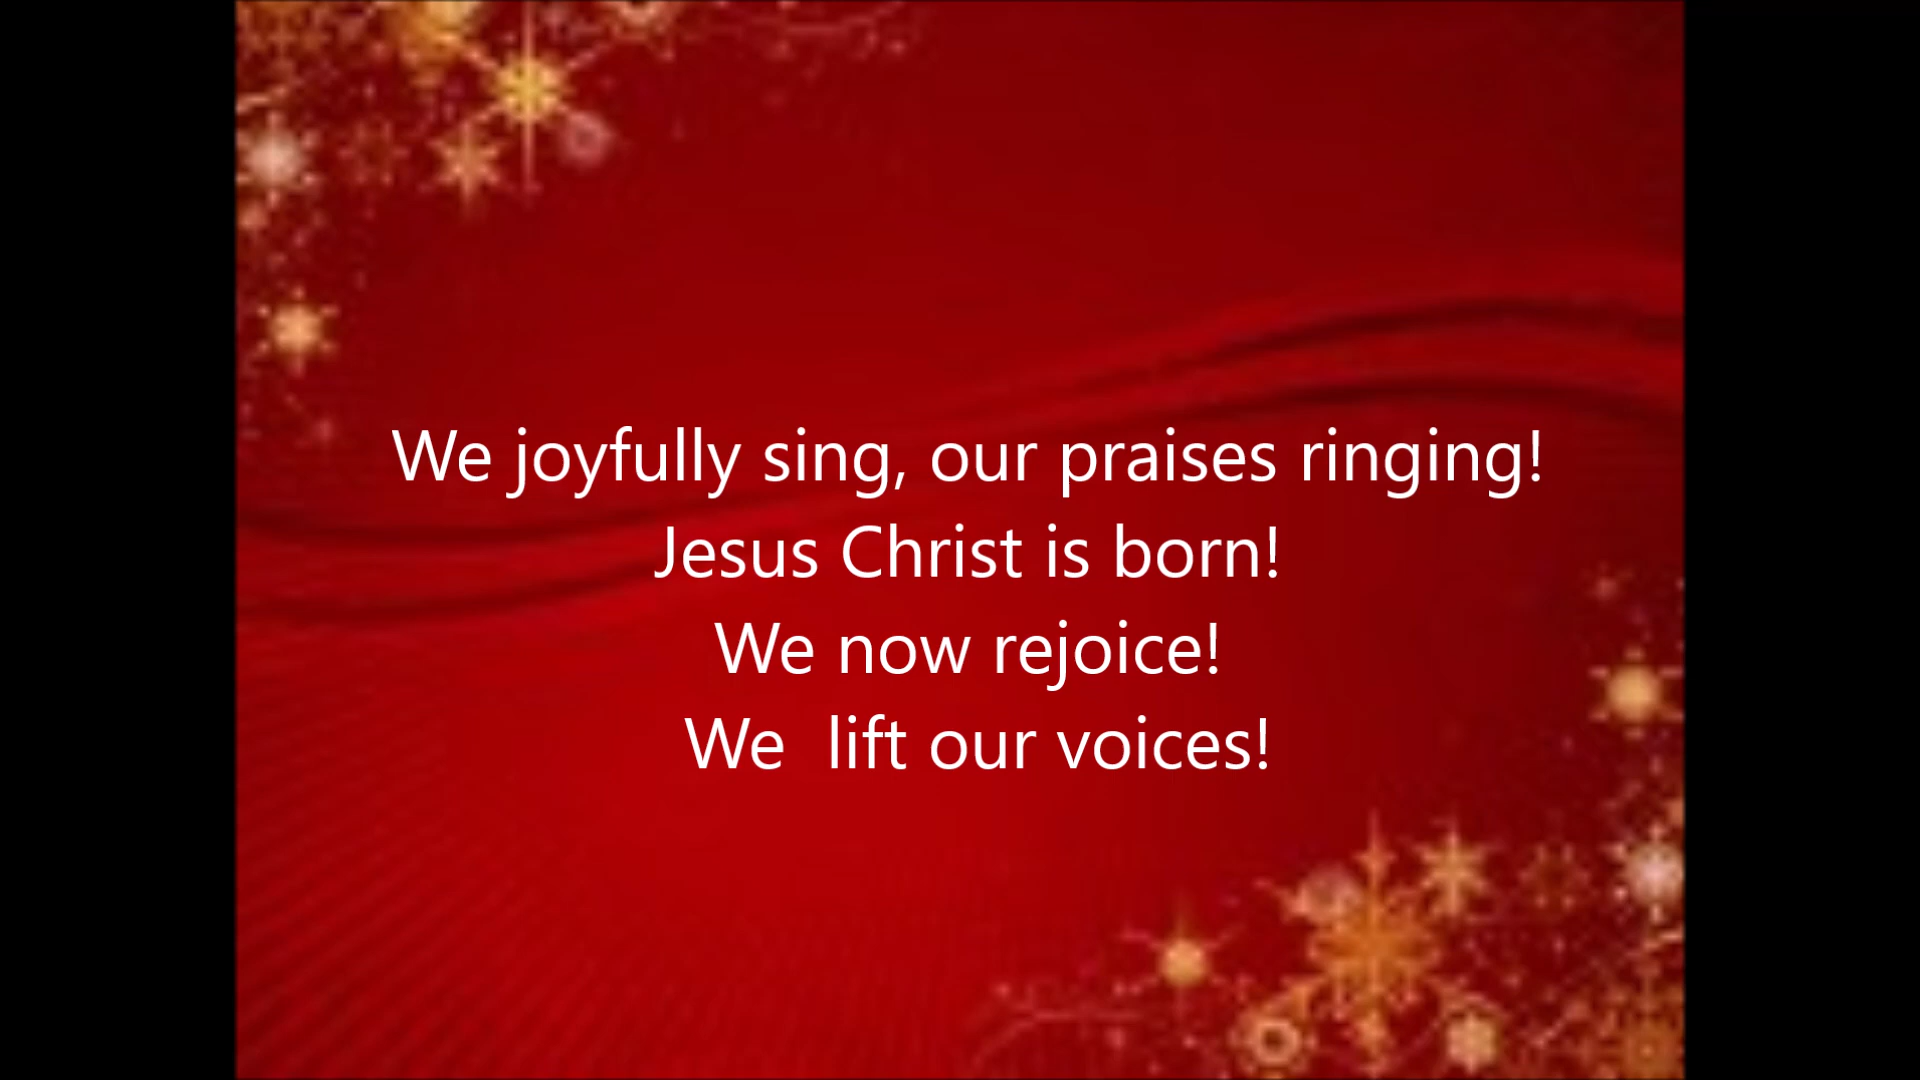 We joyfully sing, our praises ringing!
Jesus Christ is born!
We now rejoice!
We  lift our voices!